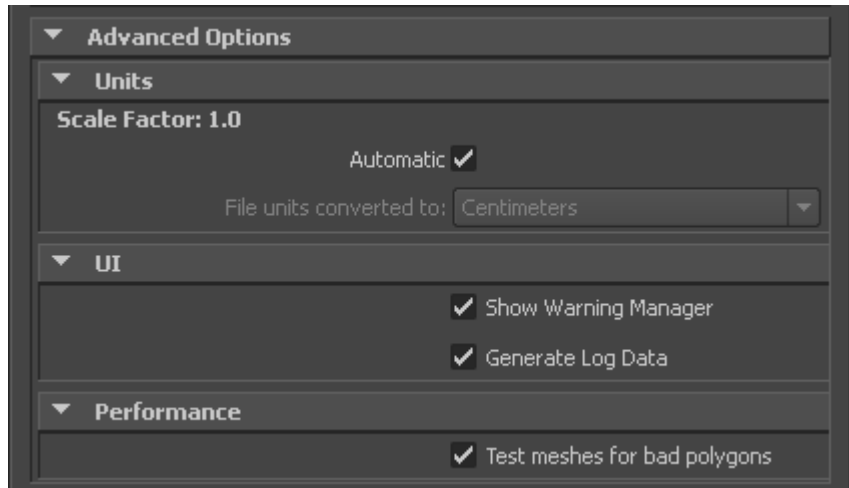 Advanced Options
Units
Scale Factor: 1.0
Automatic
File units converted to: Centimeters
UI
Show Warning Manager
Generate Log Data
Performance
Test meshes for bad polygons